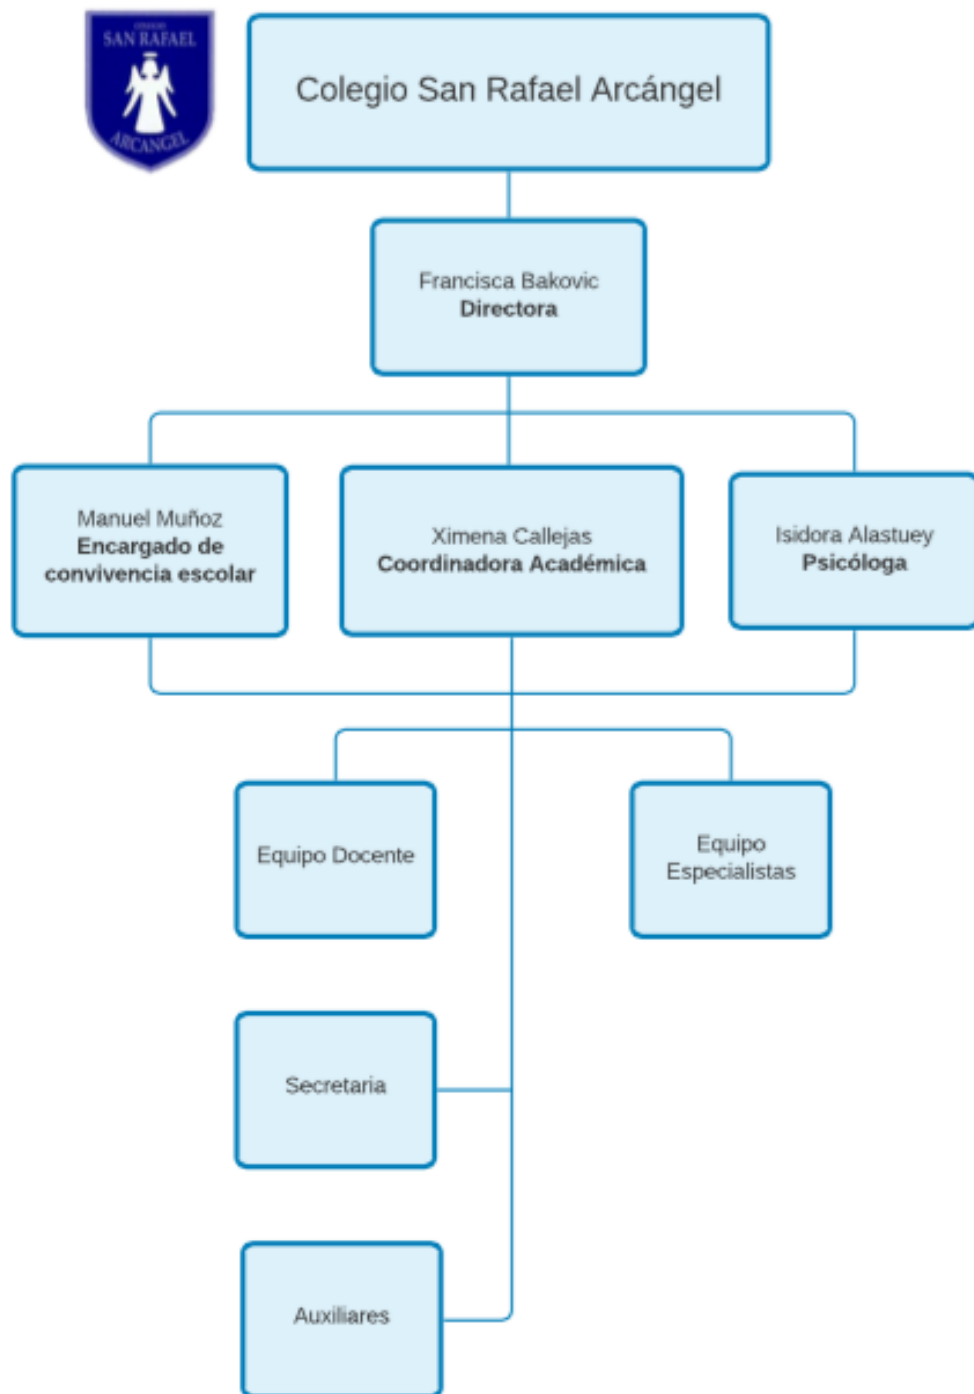 COLEGIO
SAN RAFAEL
ARCANGEL
Colegio San Rafael Arcángel
Francisca Bakovic
Directora
Manuel Muñoz
Encargado de
convivencia escolar
Ximena Callejas
Coordinadora Académica
Isidora Alastuey
Psicóloga
Equipo Docente
Equipo
Especialistas
Secretaria
Auxiliares